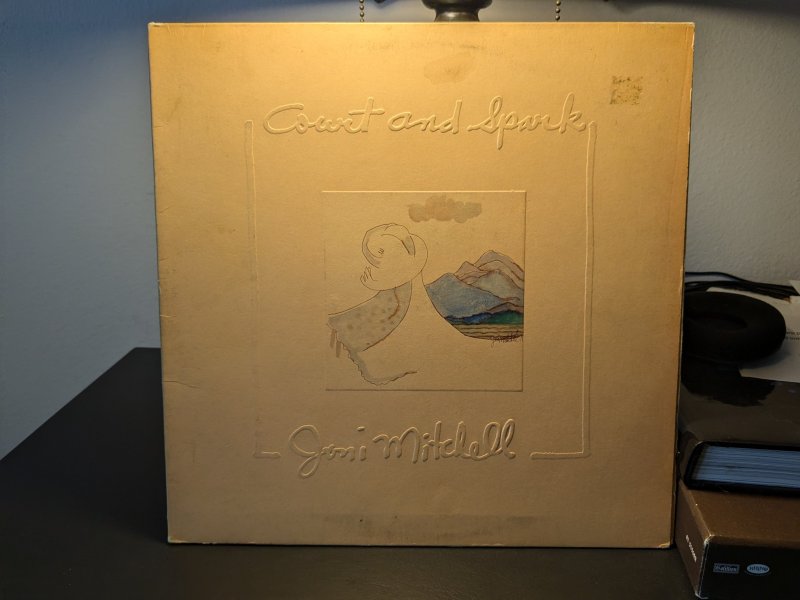 Court and Spark
Joni Mitchell